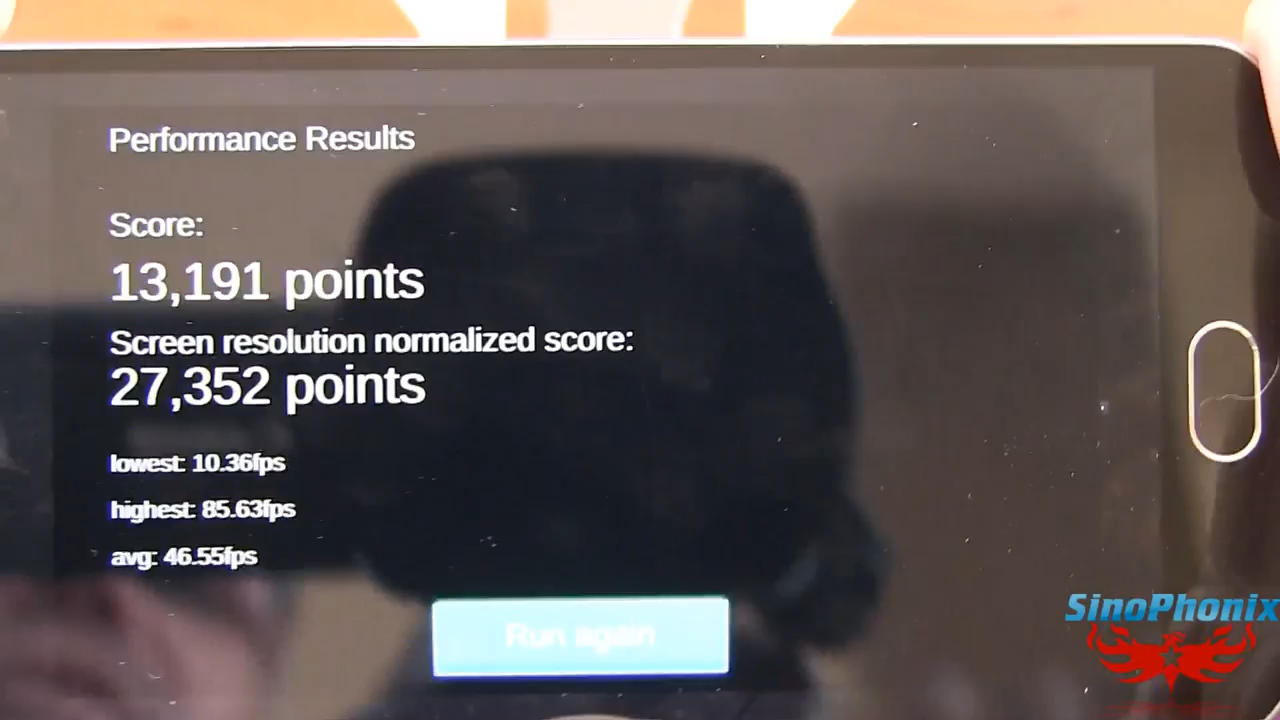 Performance Results
Score:
13,191 points
Screen resolution normalized score:
27,352 points
lowest: 10.36fps
highest: 85.63fps
avg: 46.55fps
Run again
SinoPhonix